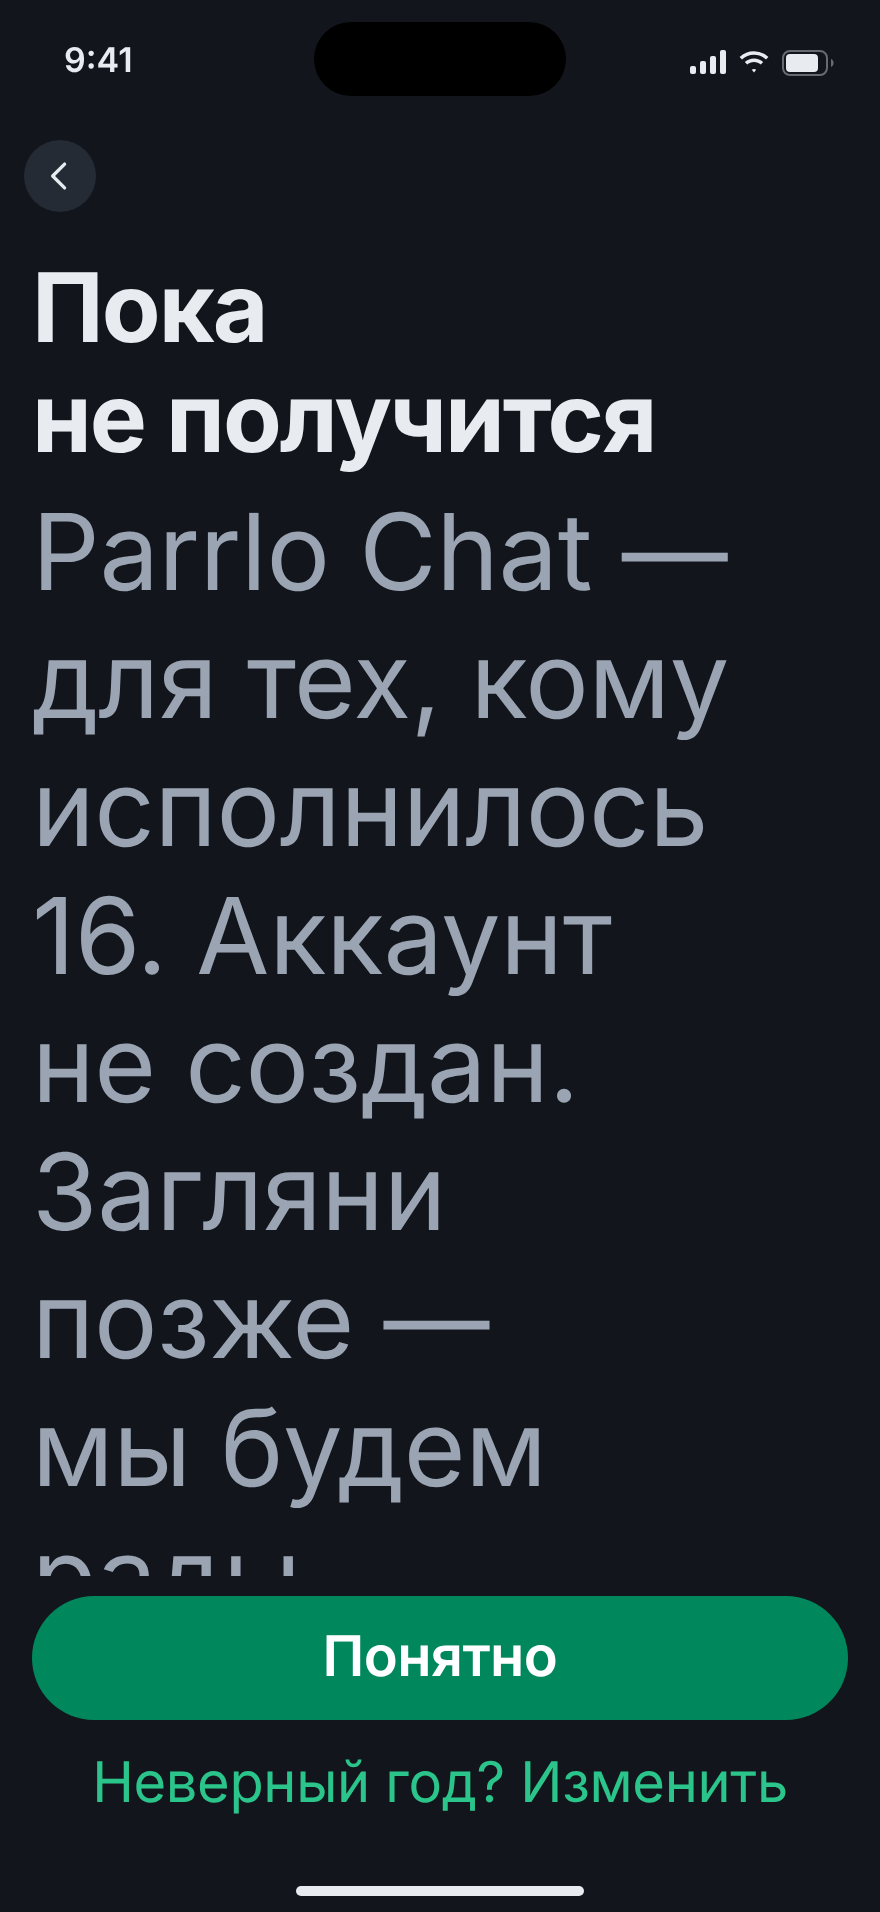 9:41
Пока
не получится
Parrlo Chat —
для тех, кому
исполнилось
16. Аккаунт
не создан.
Загляни
позже —
мы будем
рады
Понятно
Неверный год? Изменить